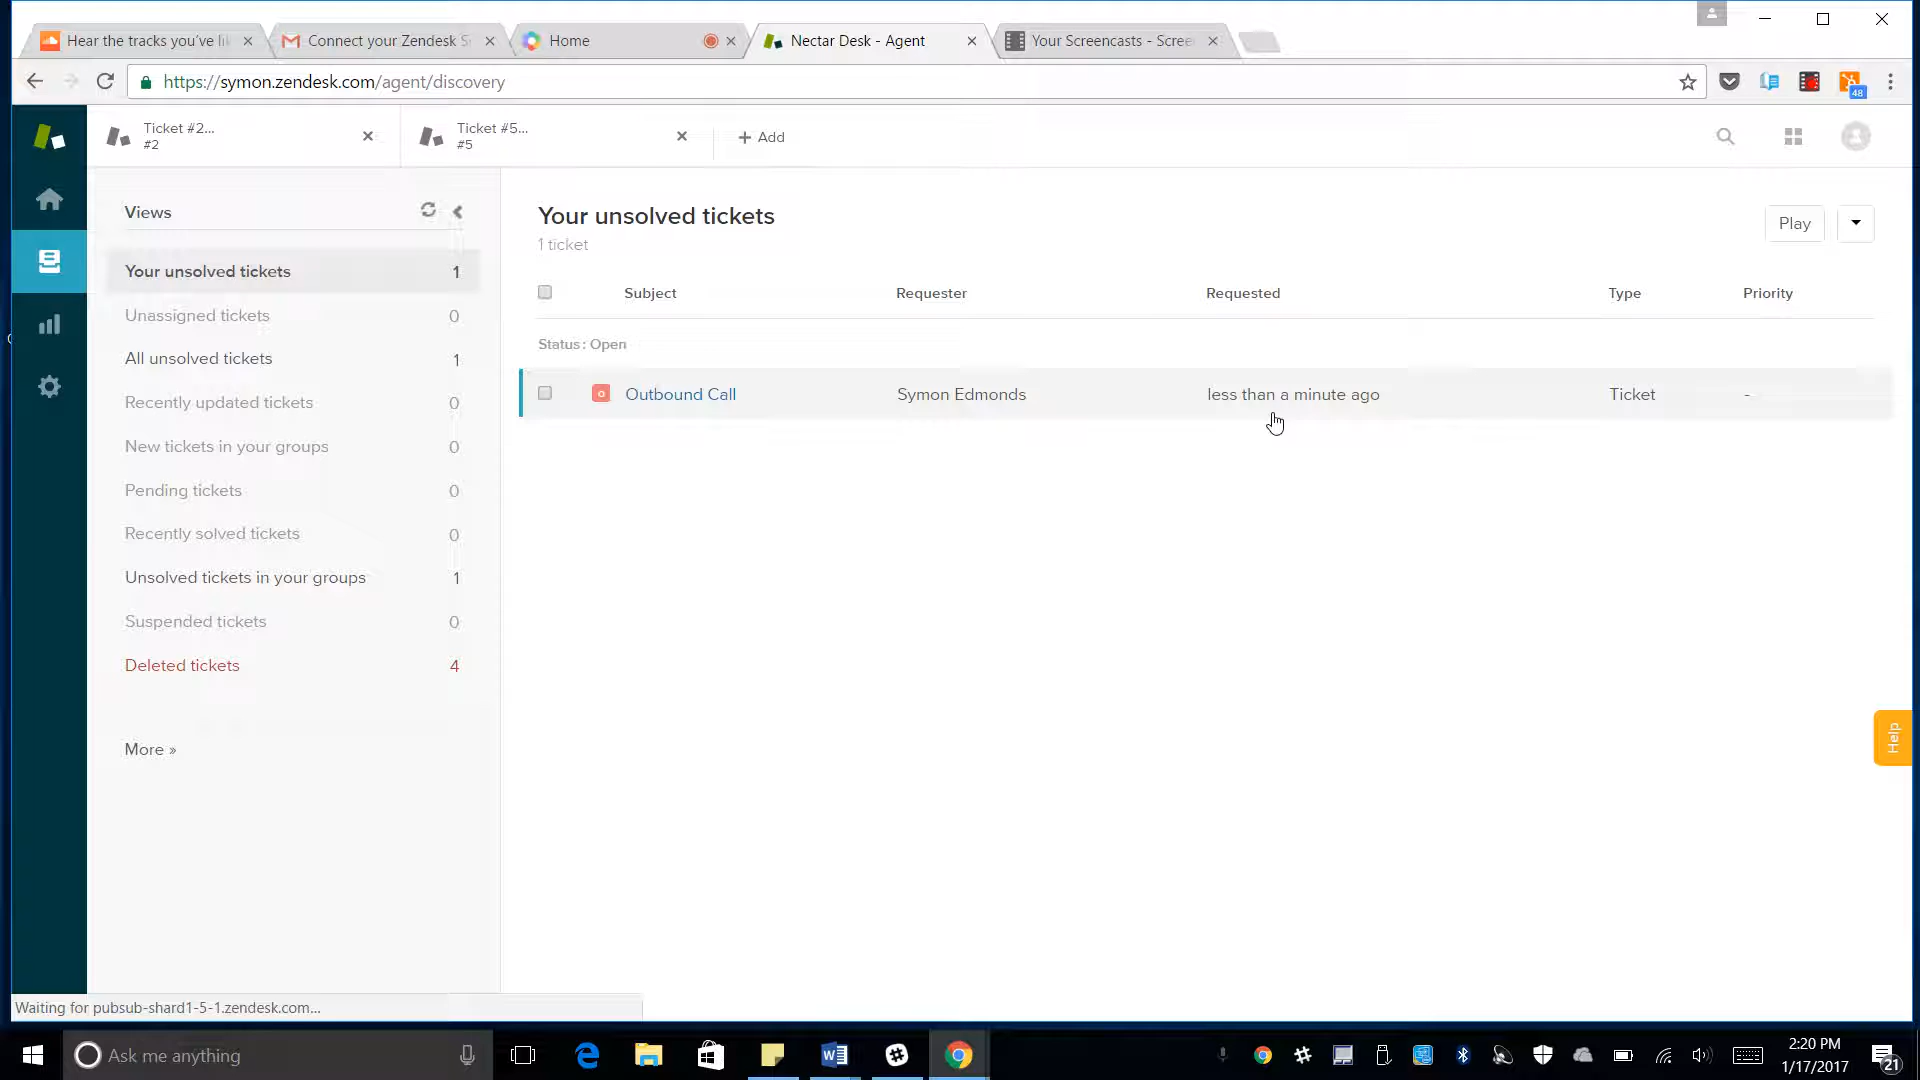 Hear the tracks you've li
Connect your Zendesk S
Home
Nectar Desk - Agent
Your Screencasts - Scree
https://symon.zendesk.com/agent/discovery
48
Ticket #2...
#2
Ticket #5...
#5
+ Add
Views
Your unsolved tickets 1
Unassigned tickets 0
All unsolved tickets 1
Recently updated tickets 0
New tickets in your groups 0
Pending tickets 0
Recently solved tickets 0
Unsolved tickets in your groups 1
Suspended tickets 0
Deleted tickets 4
More »
Your unsolved tickets
1 ticket
Play
Subject Requester Requested Type Priority
Status: Open
o Outbound Call Symon Edmonds less than a minute ago Ticket -
Help
Waiting for pubsub-shard1-5-1.zendesk.com...
Ask me anything
2:20 PM
1/17/2017
21